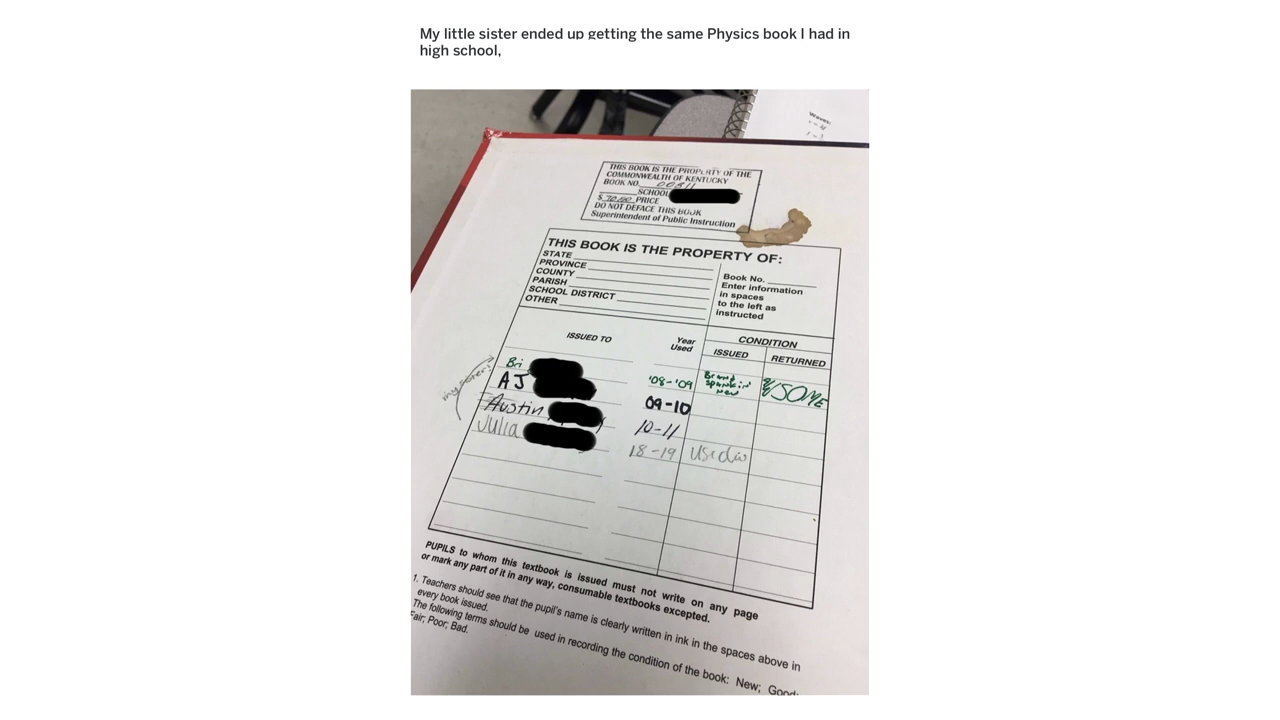 My little sister ended up getting the same Physics book I had in
high school,
Waves:
THIS BOOK IS THE PROPERTY OF THE
COMMONWEALTH OF KENTUCKY
BOOK NO. 00811
SCHOOL
$ 70.00 PRICE
DO NOT DEFACE THIS BOOK
Superintendent of Public Instruction
THIS BOOK IS THE PROPERTY OF:
STATE
PROVINCE
COUNTY
PARISH
SCHOOL DISTRICT
OTHER
Book No.
Enter information
in spaces
to the left as
instructed
ISSUED TO
Year
Used
CONDITION
ISSUED
RETURNED
my sister!
Bri '08-'09 Brand spankin' new
AJ 09-10
Austin 10-11
Julia 18-19 Used
PUPILS to whom this textbook is issued must not write on any page
or mark any part of it in any way, consumable textbooks excepted.
1. Teachers should see that the pupil's name is clearly written in ink in the spaces above in
every book issued.
The following terms should be used in recording the condition of the book: New; Good;
Fair; Poor; Bad.